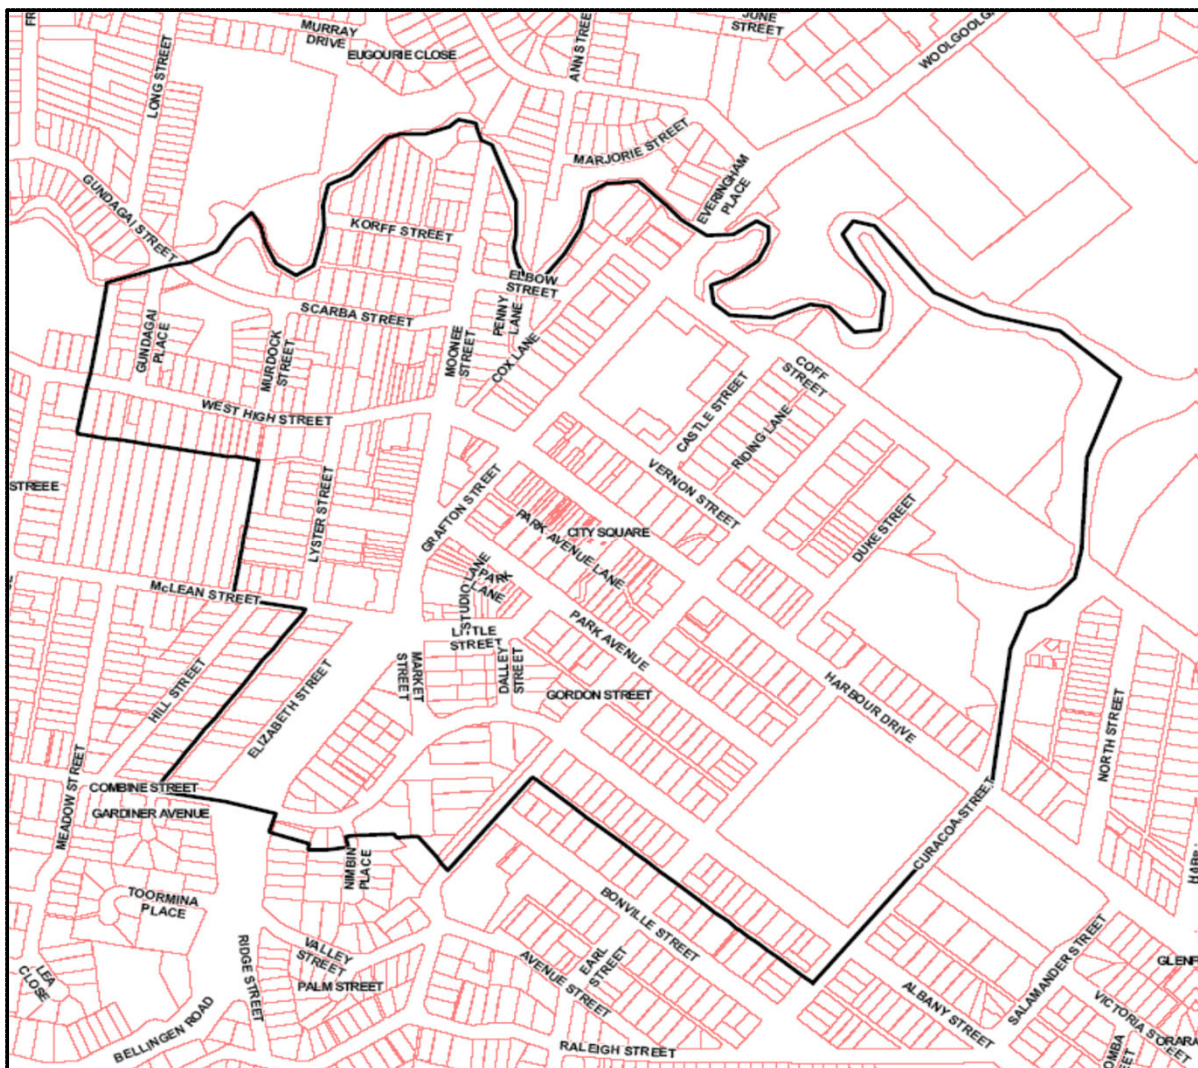 FR
MURRAY
DRIVE
EUGOURIE CLOSE
LONG STREET
ANN STREE
JUNE
STREET
WOOLGOOLG
MARJORIE STREET
EVERINGHAM
PLACE
GUNDAGAI STREET
KORFF STREET
ELBOW
STREET
SCARBA STREET
PENNY
LANE
GUNDAGAI
PLACE
MURDOCK
STREET
MOONEE
STREET
COX LANE
COFF
STREET
CASTLE STREET
RIDING LANE
WEST HIGH STREET
VERNON STREET
STREEE
LYSTER STREET
GRAFTON STREET
CITY SQUARE
PARK AVENUE LANE
DUKE STREET
McLEAN STREET
STUDIO LANE
PARK
LANE
PARK AVENUE
LITTLE
STREET
MARKET
STREET
DALLEY
STREET
GORDON STREET
HARBOUR DRIVE
HILL STREET
ELIZABETH STREET
NORTH STREET
MEADOW STREET
COMBINE STREET
GARDINER AVENUE
CURACOA STREET
NIMBIN
PLACE
HARB
TOORMINA
PLACE
BONVILLE STREET
VALLEY
STREET
RIDGE STREET
PALM STREET
EARL
STREET
AVENUE STREET
LEA
CLOSE
BELLINGEN ROAD
ALBANY STREET
SALAMANDER STREET
GLENF
VICTORIA STREET
ORARA
OMBA
STREET
RALEIGH STREET